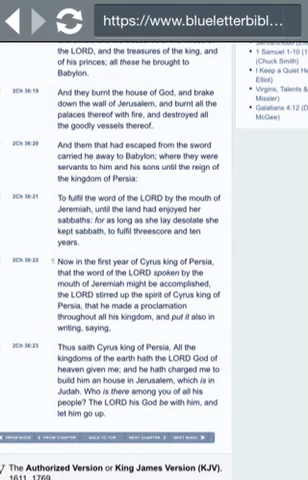 https://www.blueletterbibl...
the LORD, and the treasures of the king, and
of his princes; all these he brought to
Babylon.
2Ch 36:19 And they burnt the house of God, and brake
down the wall of Jerusalem, and burnt all the
palaces thereof with fire, and destroyed all
the goodly vessels thereof.
2Ch 36:20 And them that had escaped from the sword
carried he away to Babylon; where they were
servants to him and his sons until the reign of
the kingdom of Persia:
2Ch 36:21 To fulfil the word of the LORD by the mouth of
Jeremiah, until the land had enjoyed her
sabbaths: for as long as she lay desolate she
kept sabbath, to fulfil threescore and ten
years.
2Ch 36:22 ¶ Now in the first year of Cyrus king of Persia,
that the word of the LORD spoken by the
mouth of Jeremiah might be accomplished,
the LORD stirred up the spirit of Cyrus king of
Persia, that he made a proclamation
throughout all his kingdom, and put it also in
writing, saying,
2Ch 36:23 Thus saith Cyrus king of Persia, All the
kingdoms of the earth hath the LORD God of
heaven given me; and he hath charged me to
build him an house in Jerusalem, which is in
Judah. Who is there among you of all his
people? The LORD his God be with him, and
let him go up.
PRIOR BOOK PRIOR CHAPTER BACK TO TOP NEXT CHAPTER NEXT BOOK
The Authorized Version or King James Version (KJV),
1611, 1769.
• 1 Samuel 1-10 (1
(Chuck Smith)
• I Keep a Quiet He
Elliot)
• Virgins, Talents &
Missler)
• Galatians 4:12 (D
McGee)